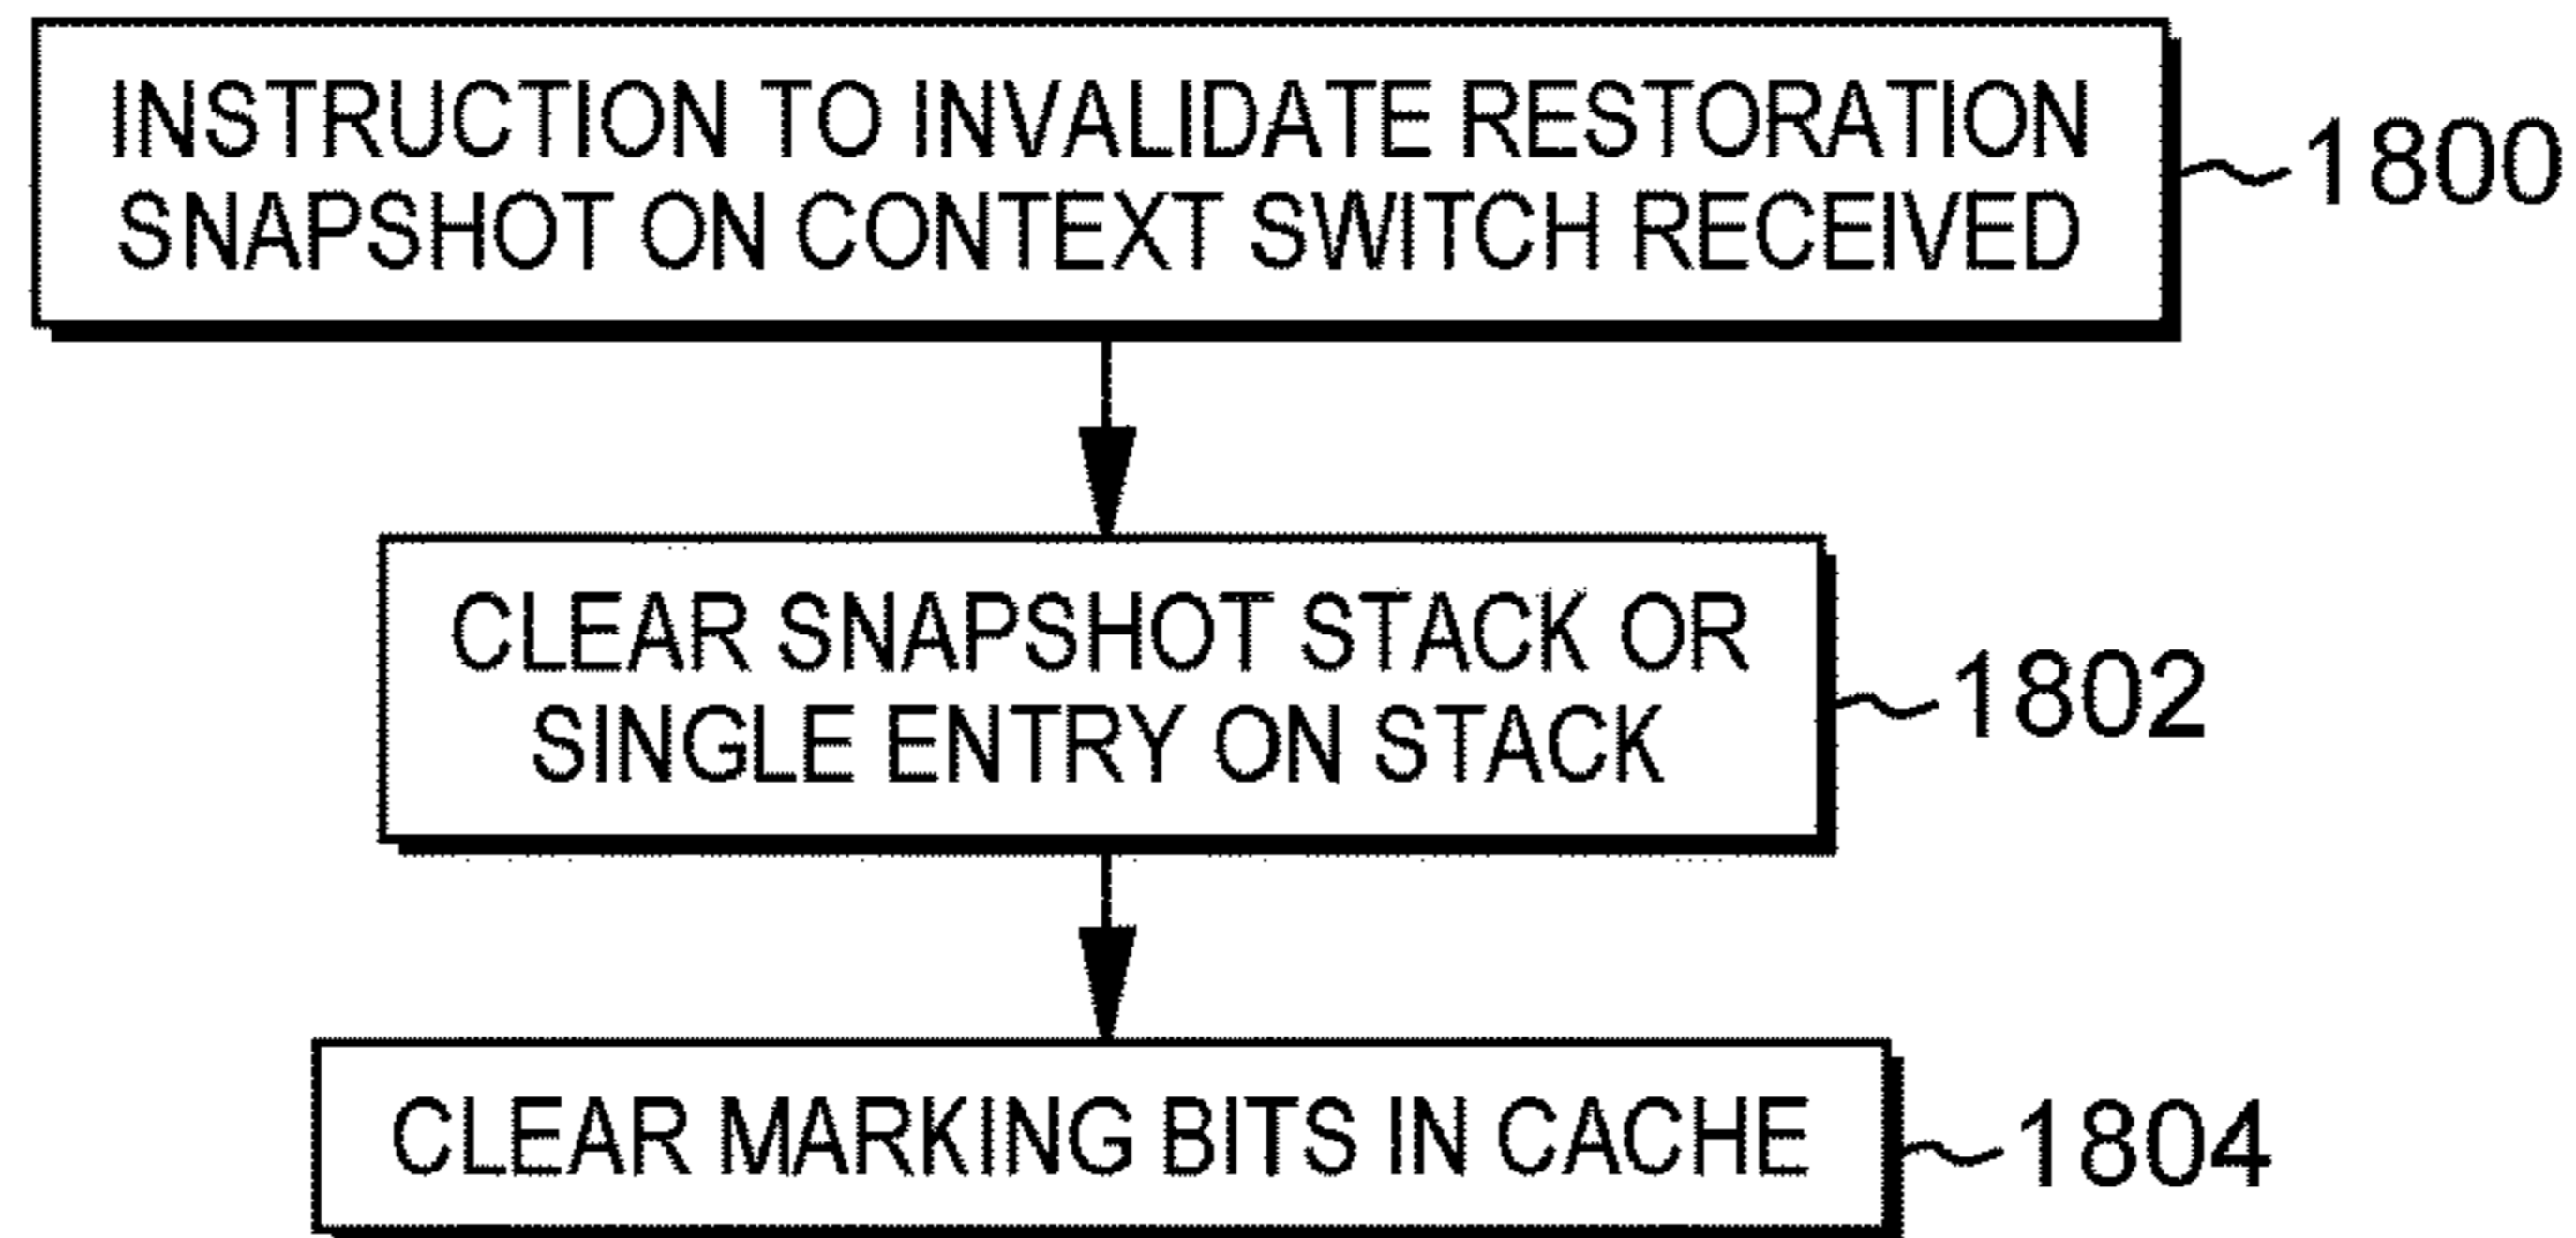 INSTRUCTION TO INVALIDATE RESTORATION
SNAPSHOT ON CONTEXT SWITCH RECEIVED
1800
CLEAR SNAPSHOT STACK OR
SINGLE ENTRY ON STACK
1802
CLEAR MARKING BITS IN CACHE
1804